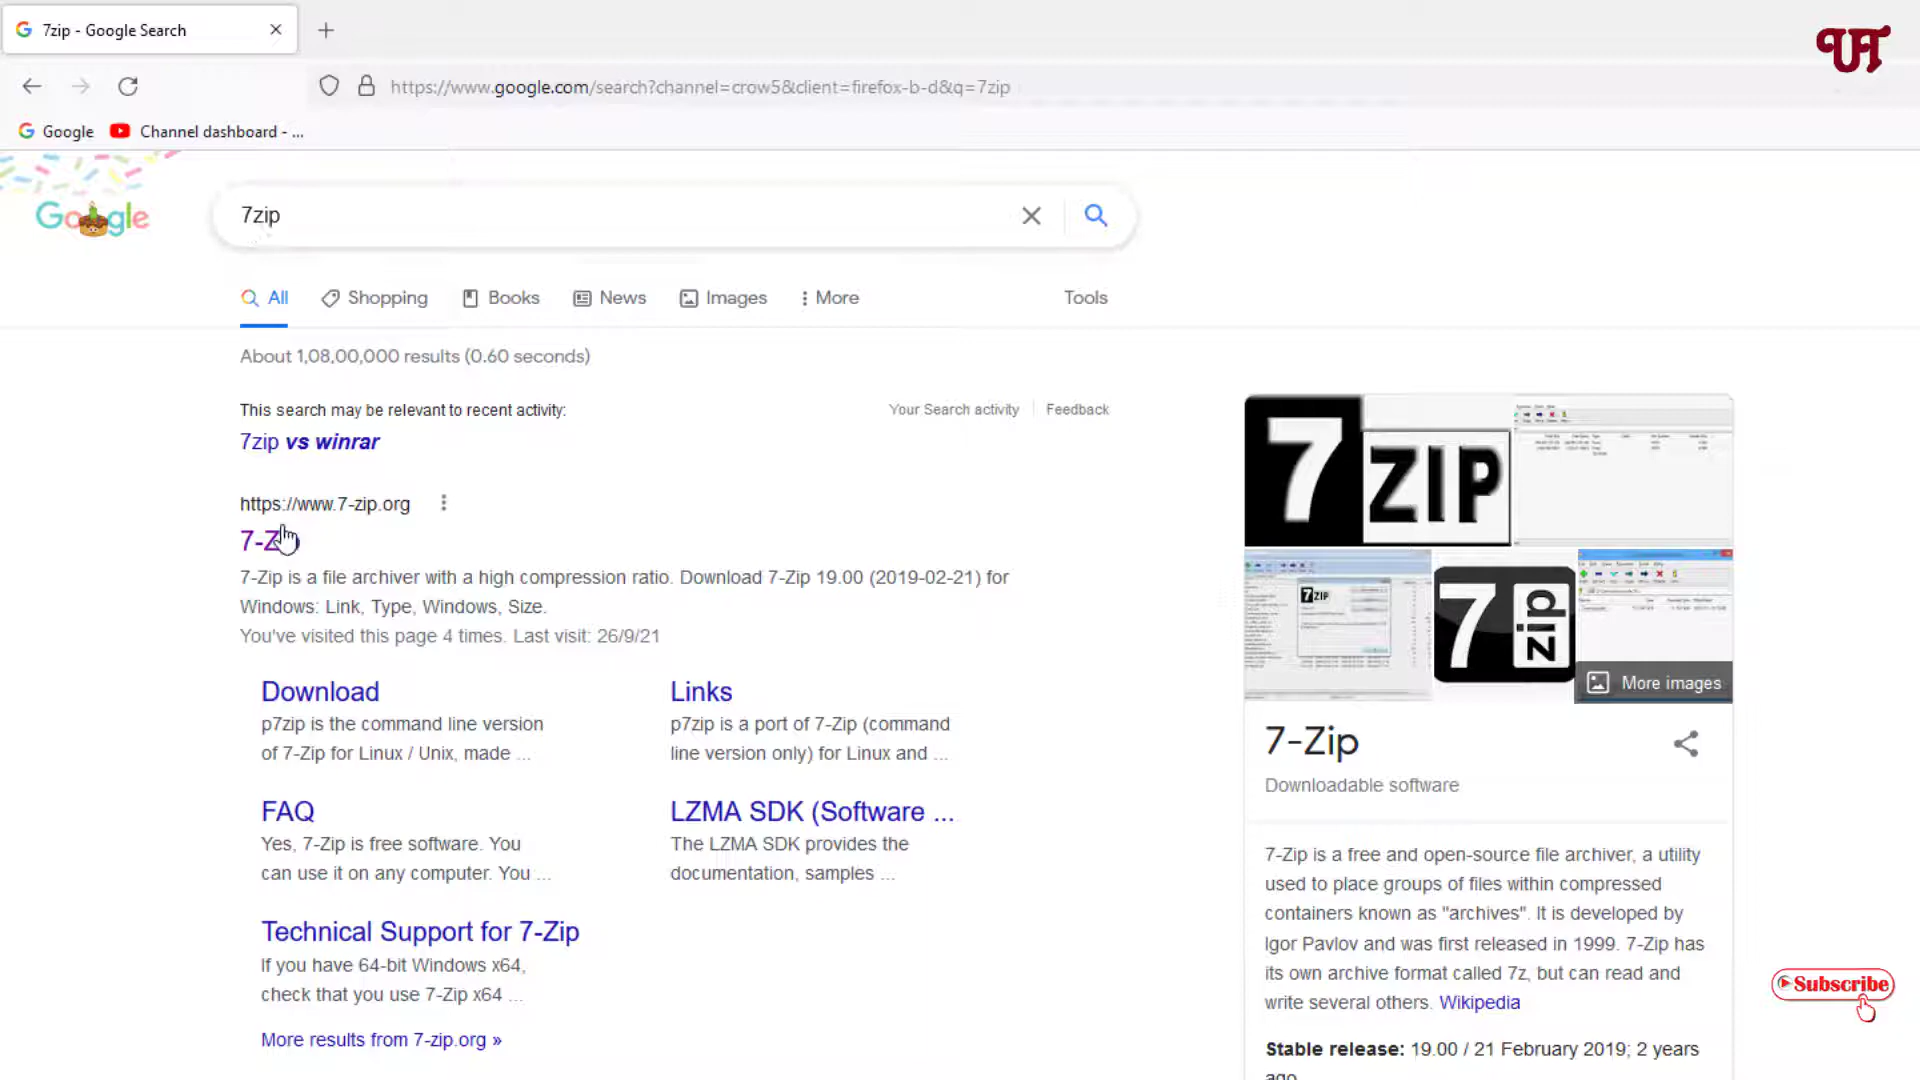 7zip - Google Search
UT
https://www.google.com/search?channel=crow5&client=firefox-b-d&q=7zip
Google
Channel dashboard - ...
Google
7zip
All
Shopping
Books
News
Images
More
Tools
About 1,08,00,000 results (0.60 seconds)
This search may be relevant to recent activity:
Your Search activity
Feedback
7zip vs winrar
https://www.7-zip.org
7-Z
7-Zip is a file archiver with a high compression ratio. Download 7-Zip 19.00 (2019-02-21) for
Windows: Link, Type, Windows, Size.
You've visited this page 4 times. Last visit: 26/9/21
Download
p7zip is the command line version
of 7-Zip for Linux / Unix, made ...
Links
p7zip is a port of 7-Zip (command
line version only) for Linux and ...
FAQ
Yes, 7-Zip is free software. You
can use it on any computer. You ...
LZMA SDK (Software ...
The LZMA SDK provides the
documentation, samples ...
Technical Support for 7-Zip
If you have 64-bit Windows x64,
check that you use 7-Zip x64 ...
More results from 7-zip.org »
7 ZIP
7ZIP
7 zip
More images
7-Zip
Downloadable software
7-Zip is a free and open-source file archiver, a utility
used to place groups of files within compressed
containers known as "archives". It is developed by
Igor Pavlov and was first released in 1999. 7-Zip has
its own archive format called 7z, but can read and
write several others. Wikipedia
Stable release: 19.00 / 21 February 2019; 2 years
ago
Subscribe